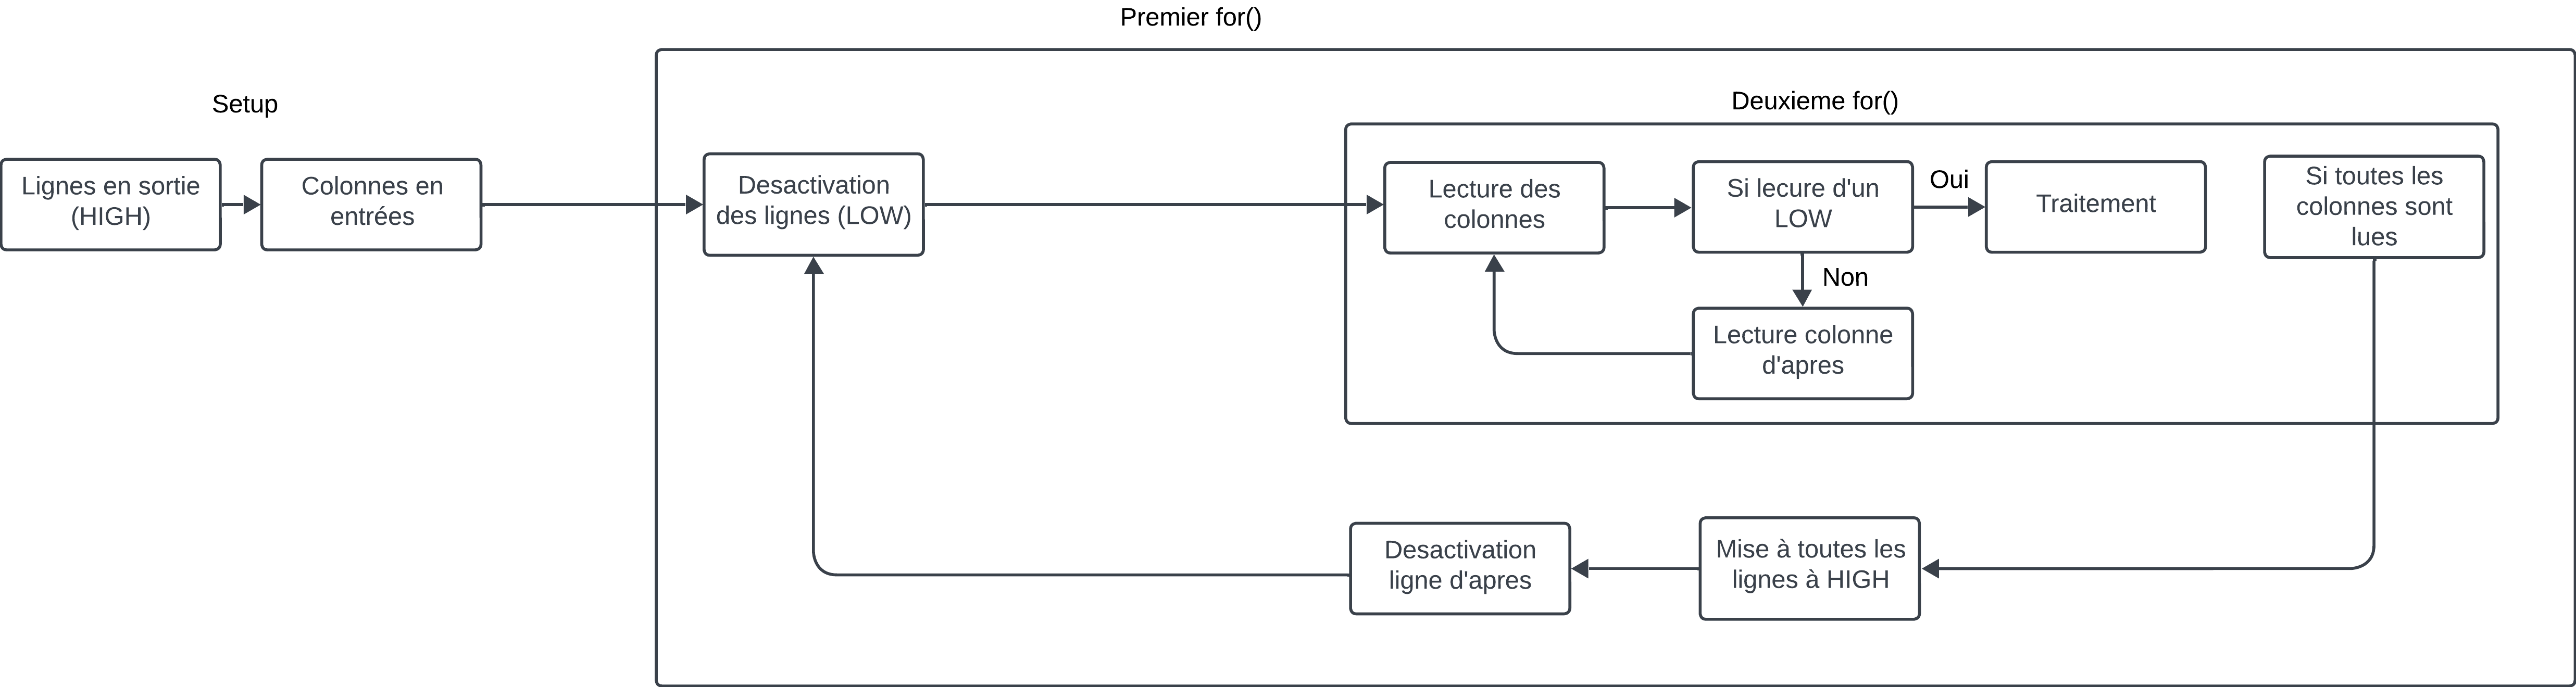 Premier for()
Setup
Deuxieme for()
Lignes en sortie
(HIGH)
Colonnes en
entrées
Desactivation
des lignes (LOW)
Lecture des
colonnes
Si lecure d'un
LOW
Oui
Traitement
Si toutes les
colonnes sont
lues
Non
Lecture colonne
d'apres
Desactivation
ligne d'apres
Mise à toutes les
lignes à HIGH